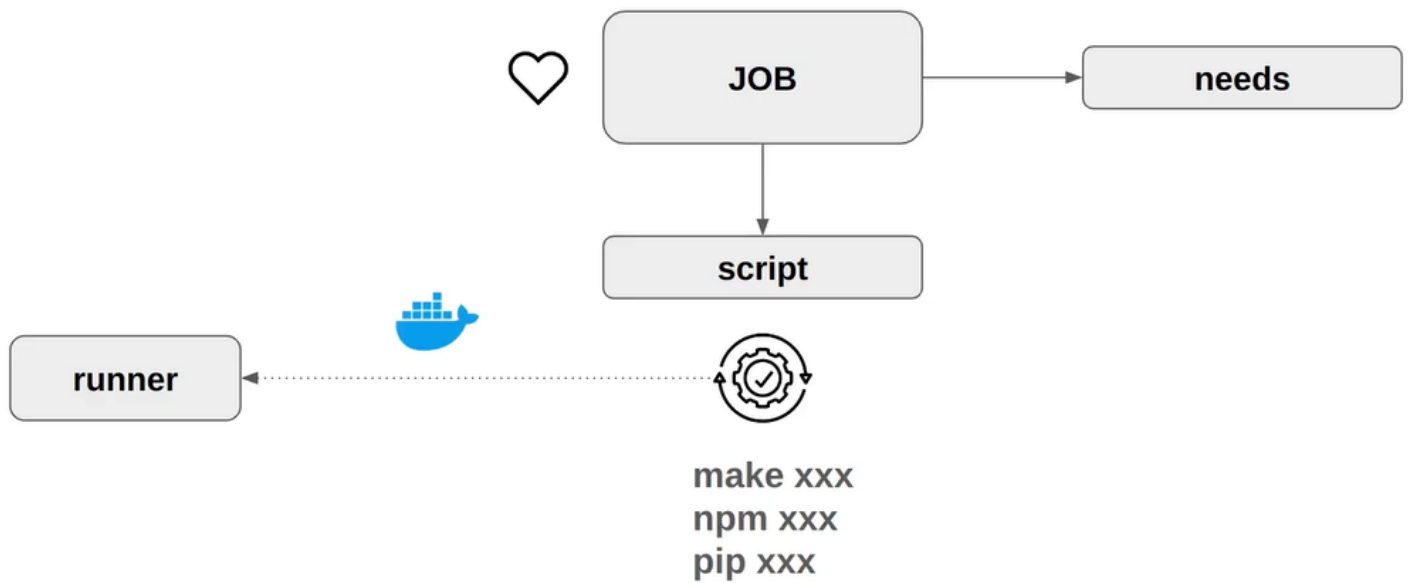 JOB
needs
script
runner
make xxx
npm xxx
pip xxx